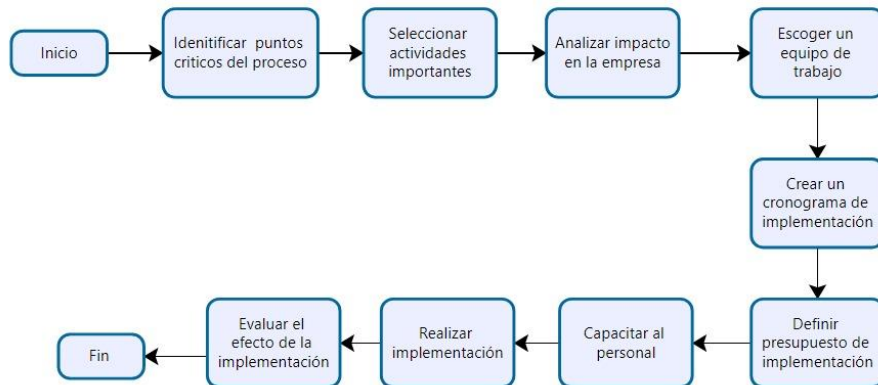 Inicio
Idenitificar puntos
criticos del proceso
Seleccionar
actividades
importantes
Analizar impacto
en la empresa
Escoger un
equipo de
trabajo
Crear un
cronograma de
implementación
Definir
presupuesto de
implementación
Capacitar al
personal
Realizar
implementación
Evaluar el
efecto de la
implementación
Fin